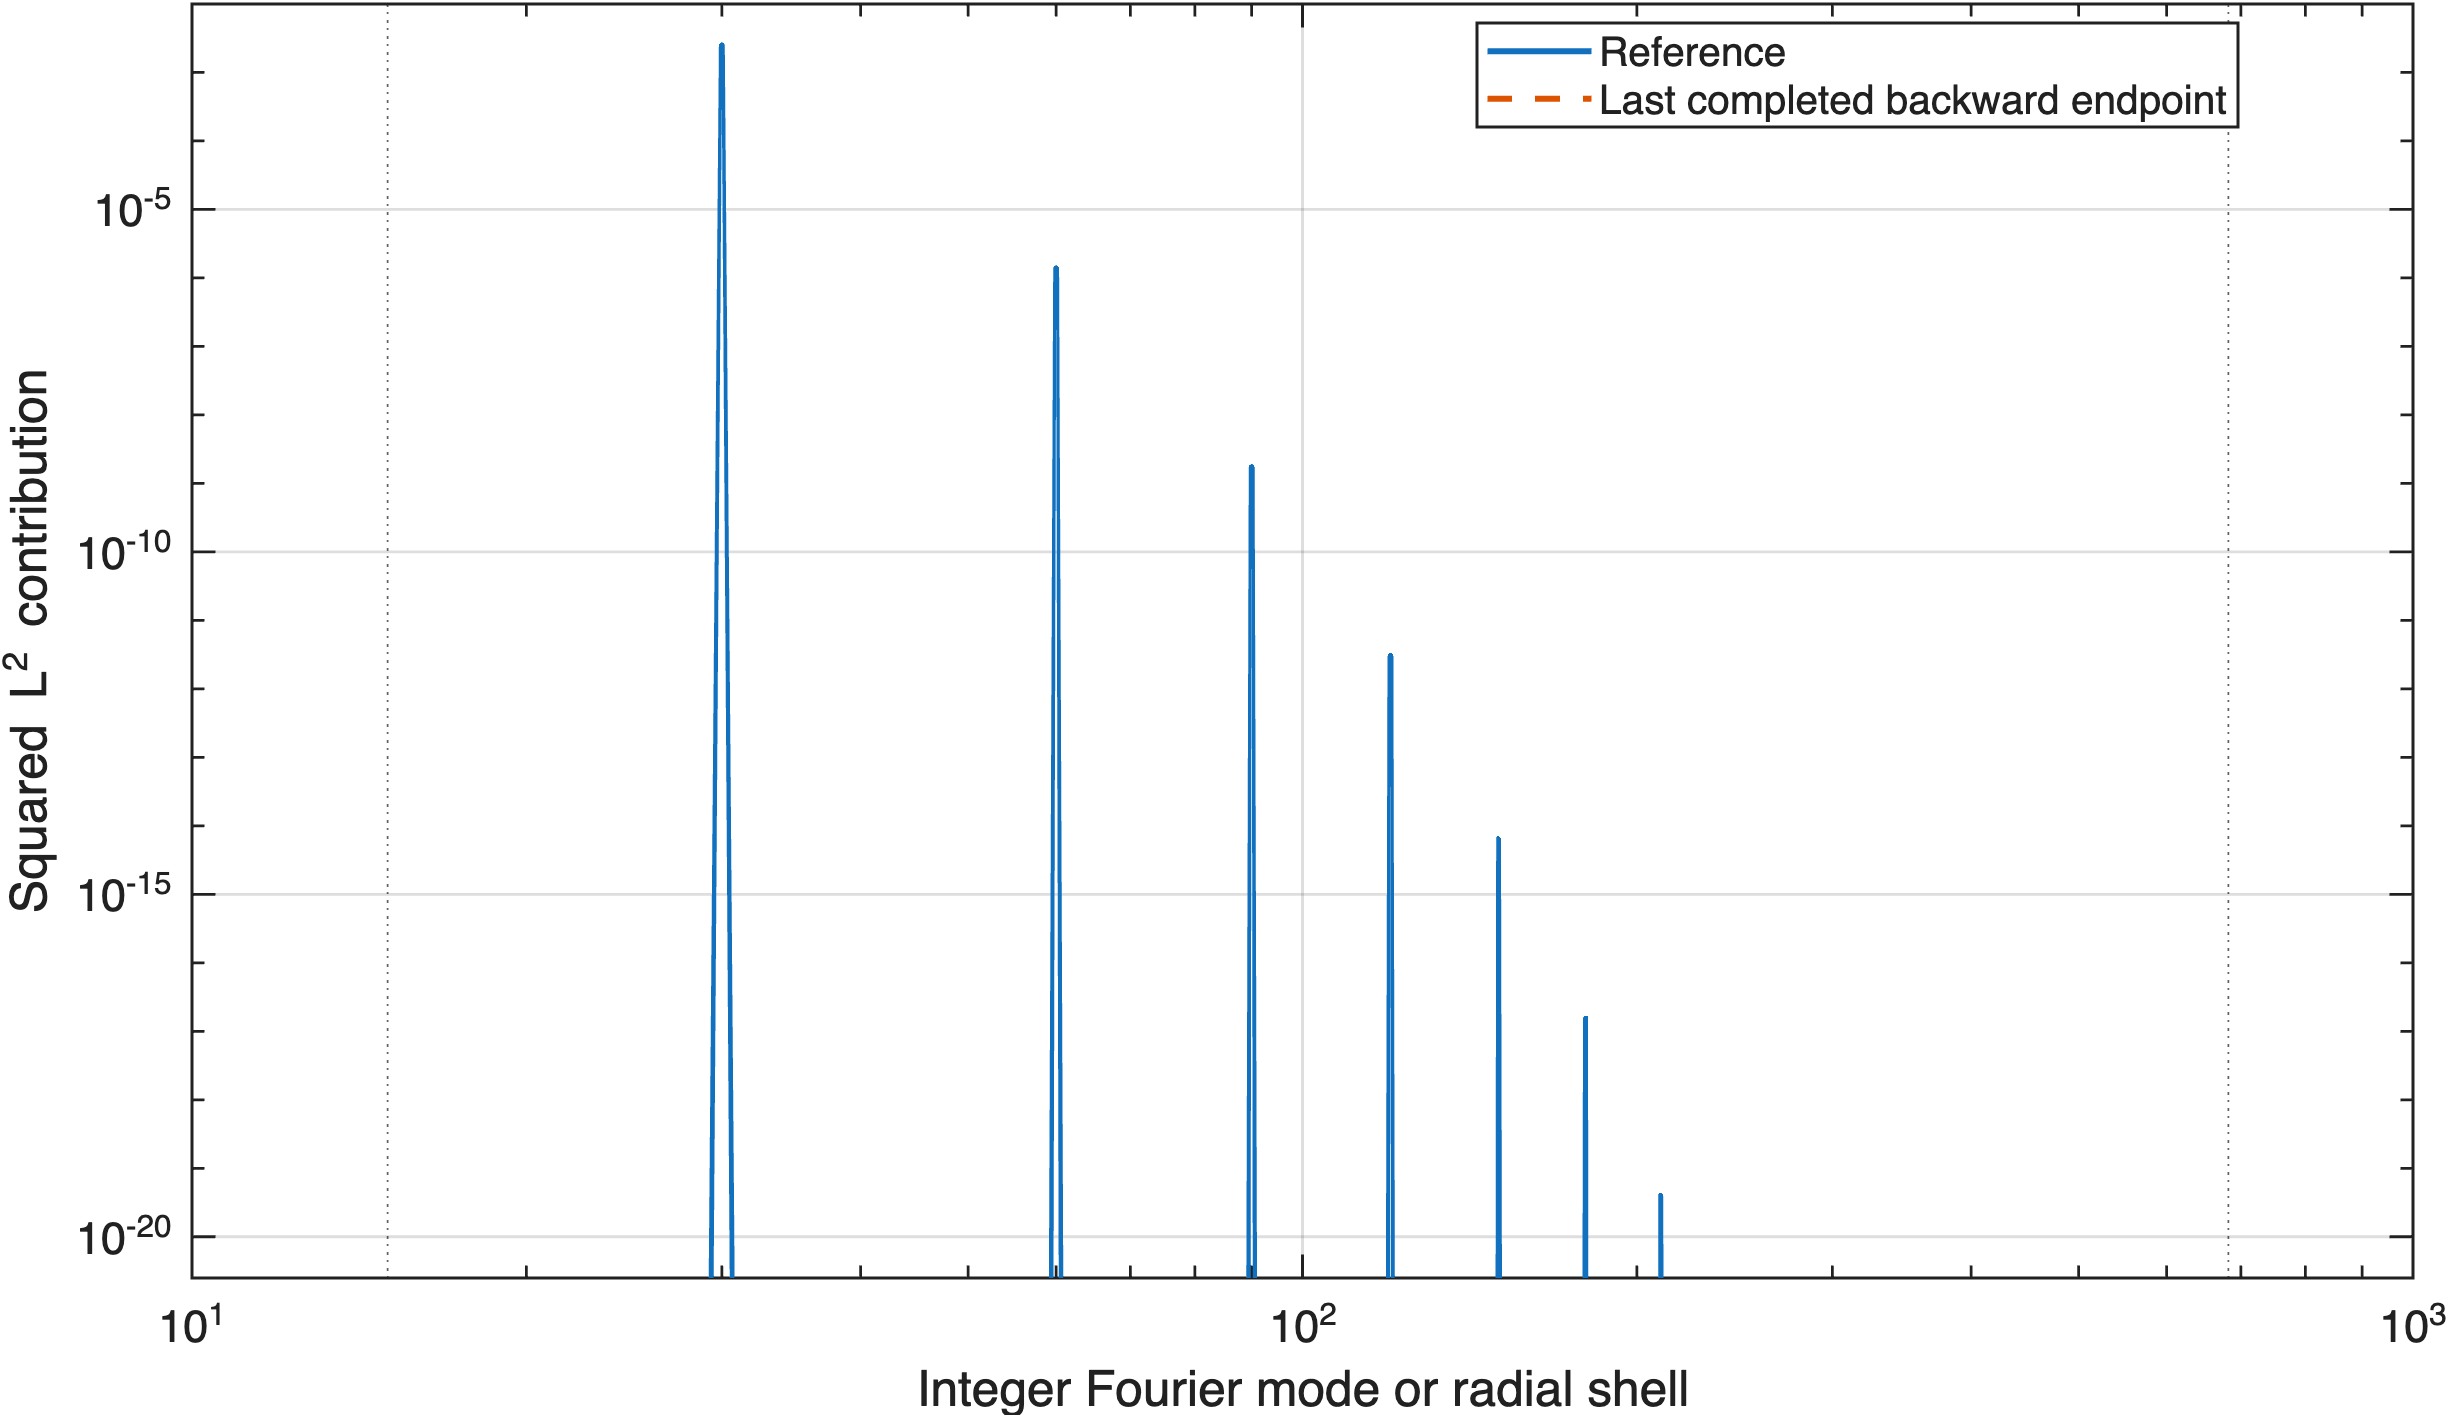 Reference
Last completed backward endpoint
10^-5
10^-10
10^-15
10^-20
Squared L^2 contribution
10^1
10^2
10^3
Integer Fourier mode or radial shell